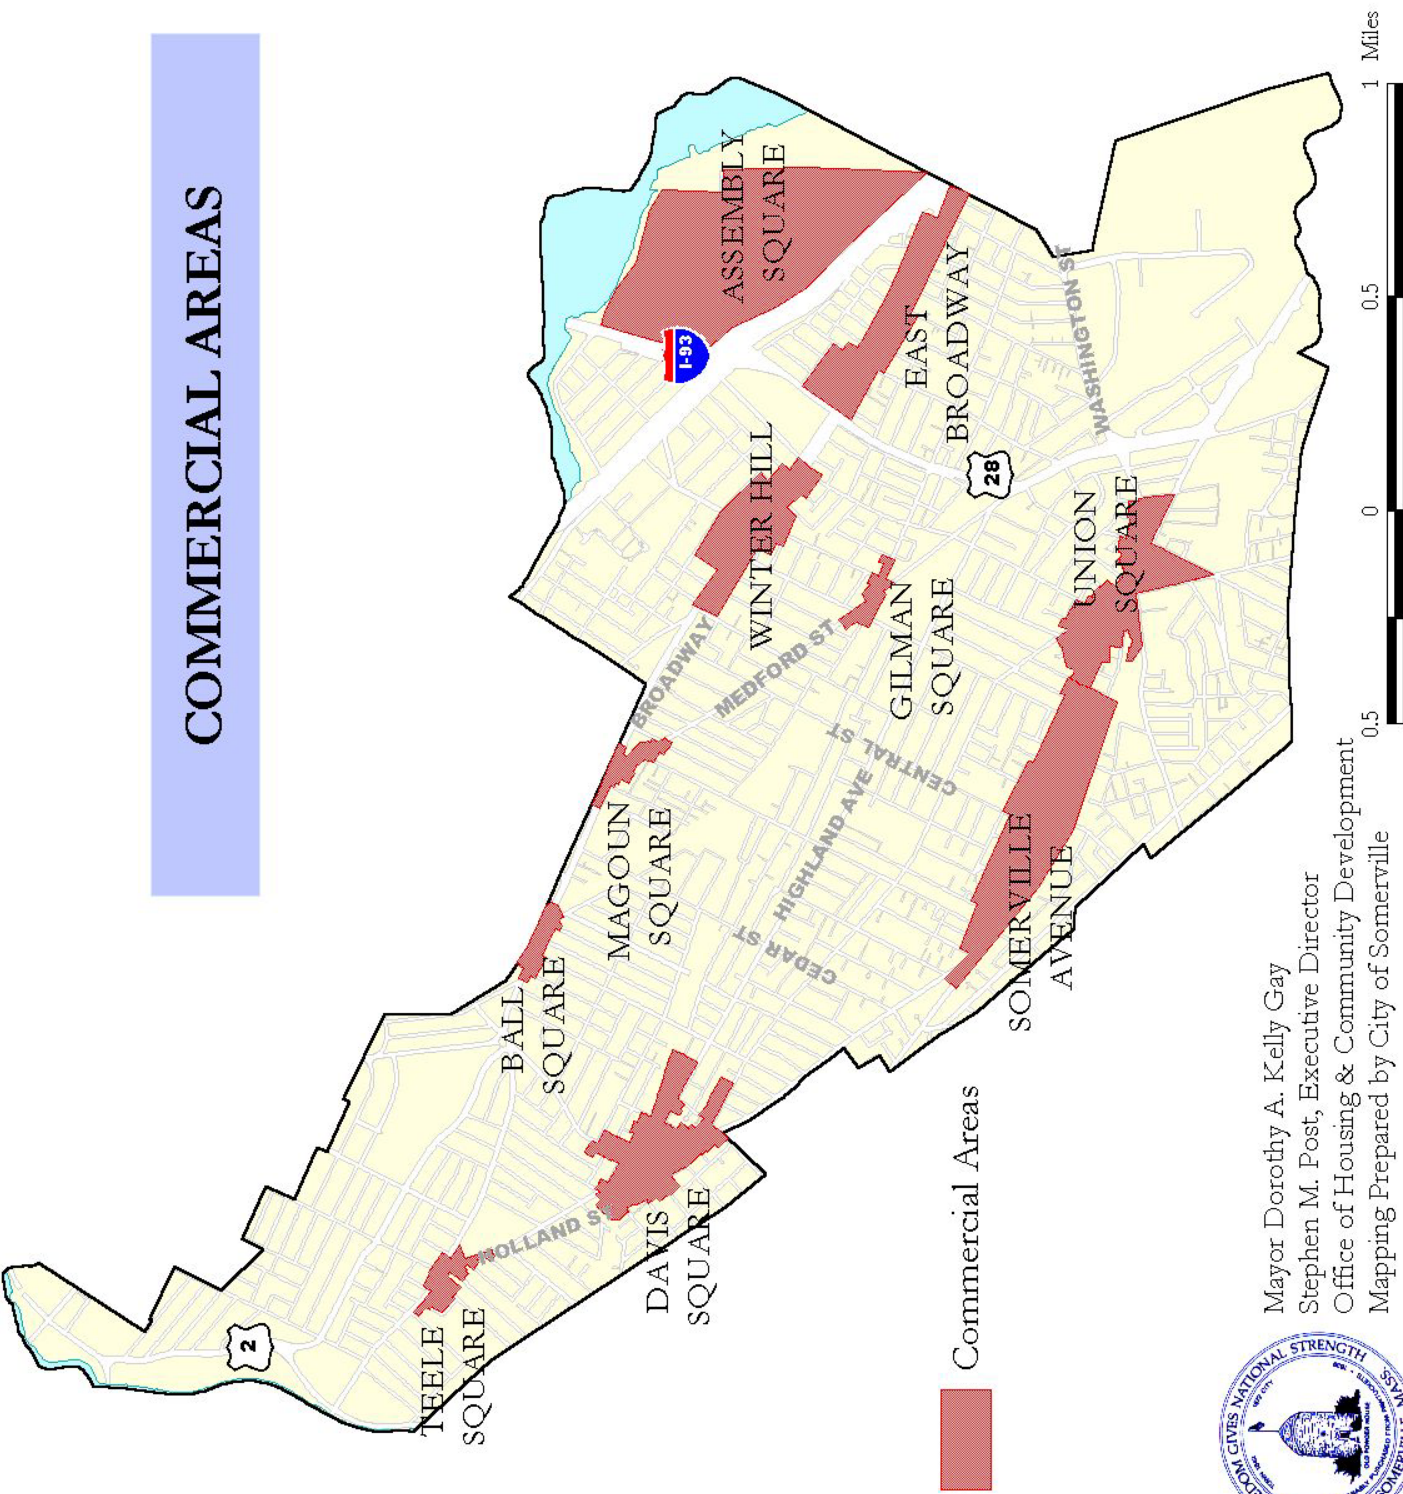 COMMERCIAL AREAS
TEELE
SQUARE
DAVIS
SQUARE
BALL
SQUARE
MAGOUN
SQUARE
WINTER HILL
GILMAN
SQUARE
ASSEMBLY
SQUARE
EAST
BROADWAY
UNION
SQUARE
SOMERVILLE
AVENUE
2
I-93
28
HOLLAND ST
BROADWAY
MEDFORD ST
CENTRAL ST
HIGHLAND AVE
CEDAR ST
WASHINGTON ST
Commercial Areas
Mayor Dorothy A. Kelly Gay
Stephen M. Post, Executive Director
Office of Housing & Community Development
Mapping Prepared by City of Somerville
0.5 0 0.5 1 Miles
GIVES NATIONAL STRENGTH